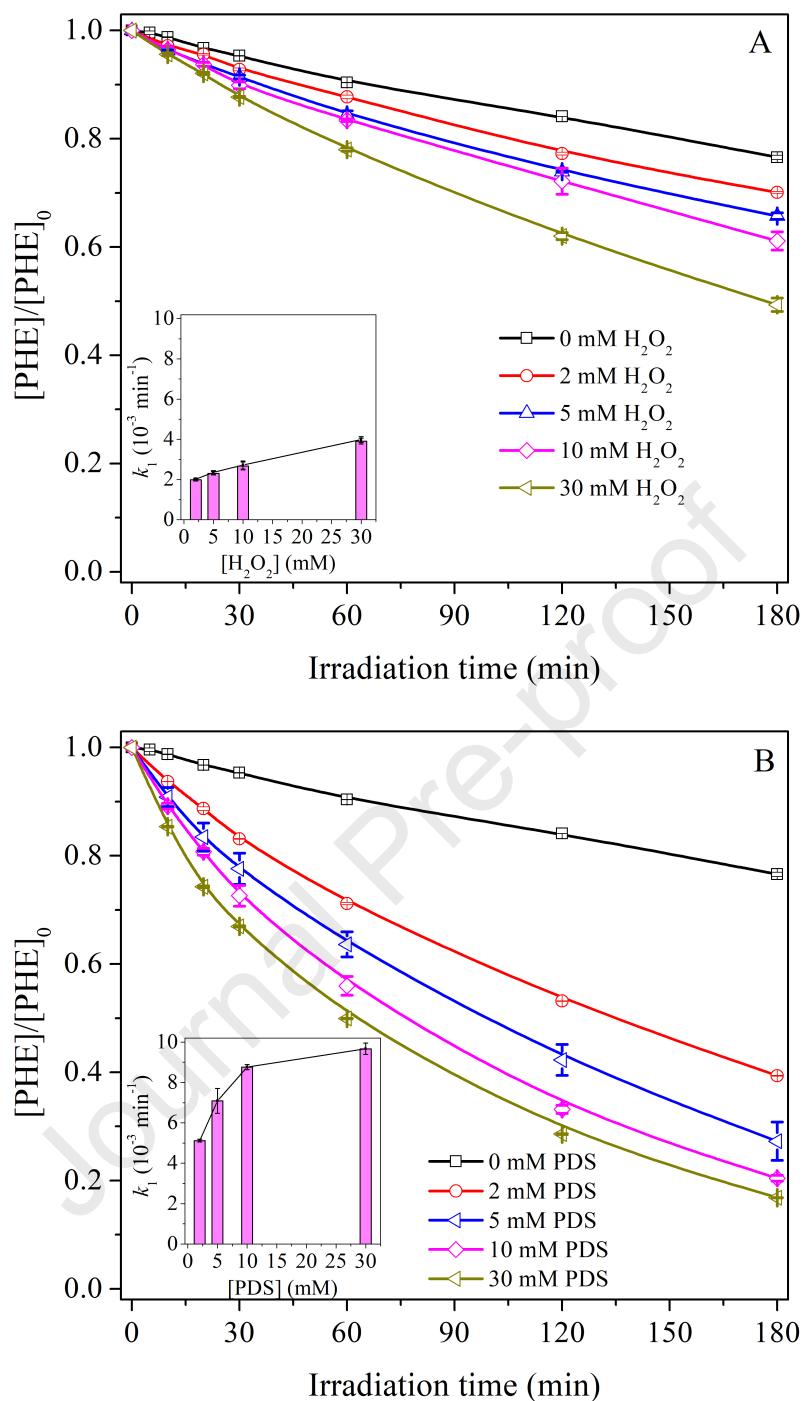 A
1.0
0.8
0.6
0.4
0.2
0.0
[PHE]/[PHE]₀
0 mM H₂O₂
2 mM H₂O₂
5 mM H₂O₂
10 mM H₂O₂
30 mM H₂O₂
10
8
6
4
2
0
k₁ (10⁻³ min⁻¹)
0 5 10 15 20 25 30
[H₂O₂] (mM)
0 30 60 90 120 150 180
Irradiation time (min)
Journal Pre-proof
B
1.0
0.8
0.6
0.4
0.2
0.0
[PHE]/[PHE]₀
10
8
6
4
2
0
k₁ (10⁻³ min⁻¹)
0 5 10 15 20 25 30
[PDS] (mM)
0 mM PDS
2 mM PDS
5 mM PDS
10 mM PDS
30 mM PDS
0 30 60 90 120 150 180
Irradiation time (min)